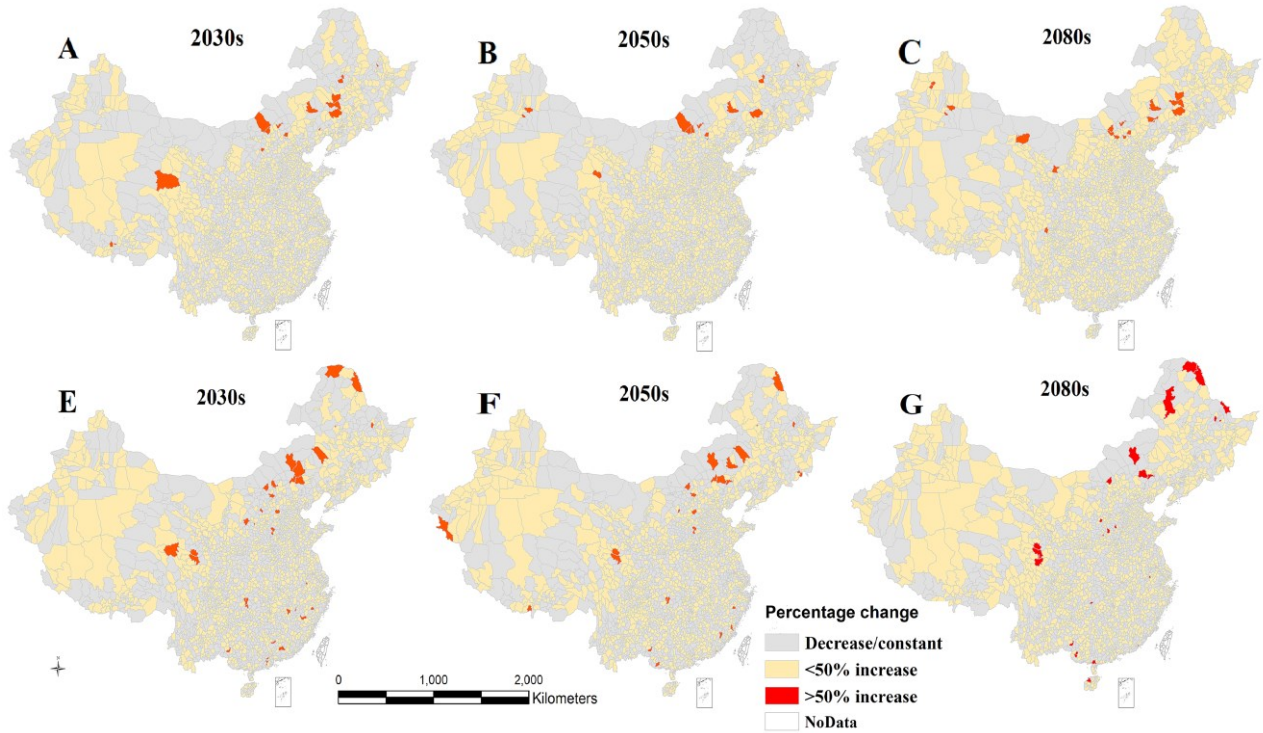 A
2030s
B
2050s
C
2080s
E
2030s
F
2050s
G
2080s
Percentage change
Decrease/constant
<50% increase
>50% increase
NoData
0 1,000 2,000
Kilometers